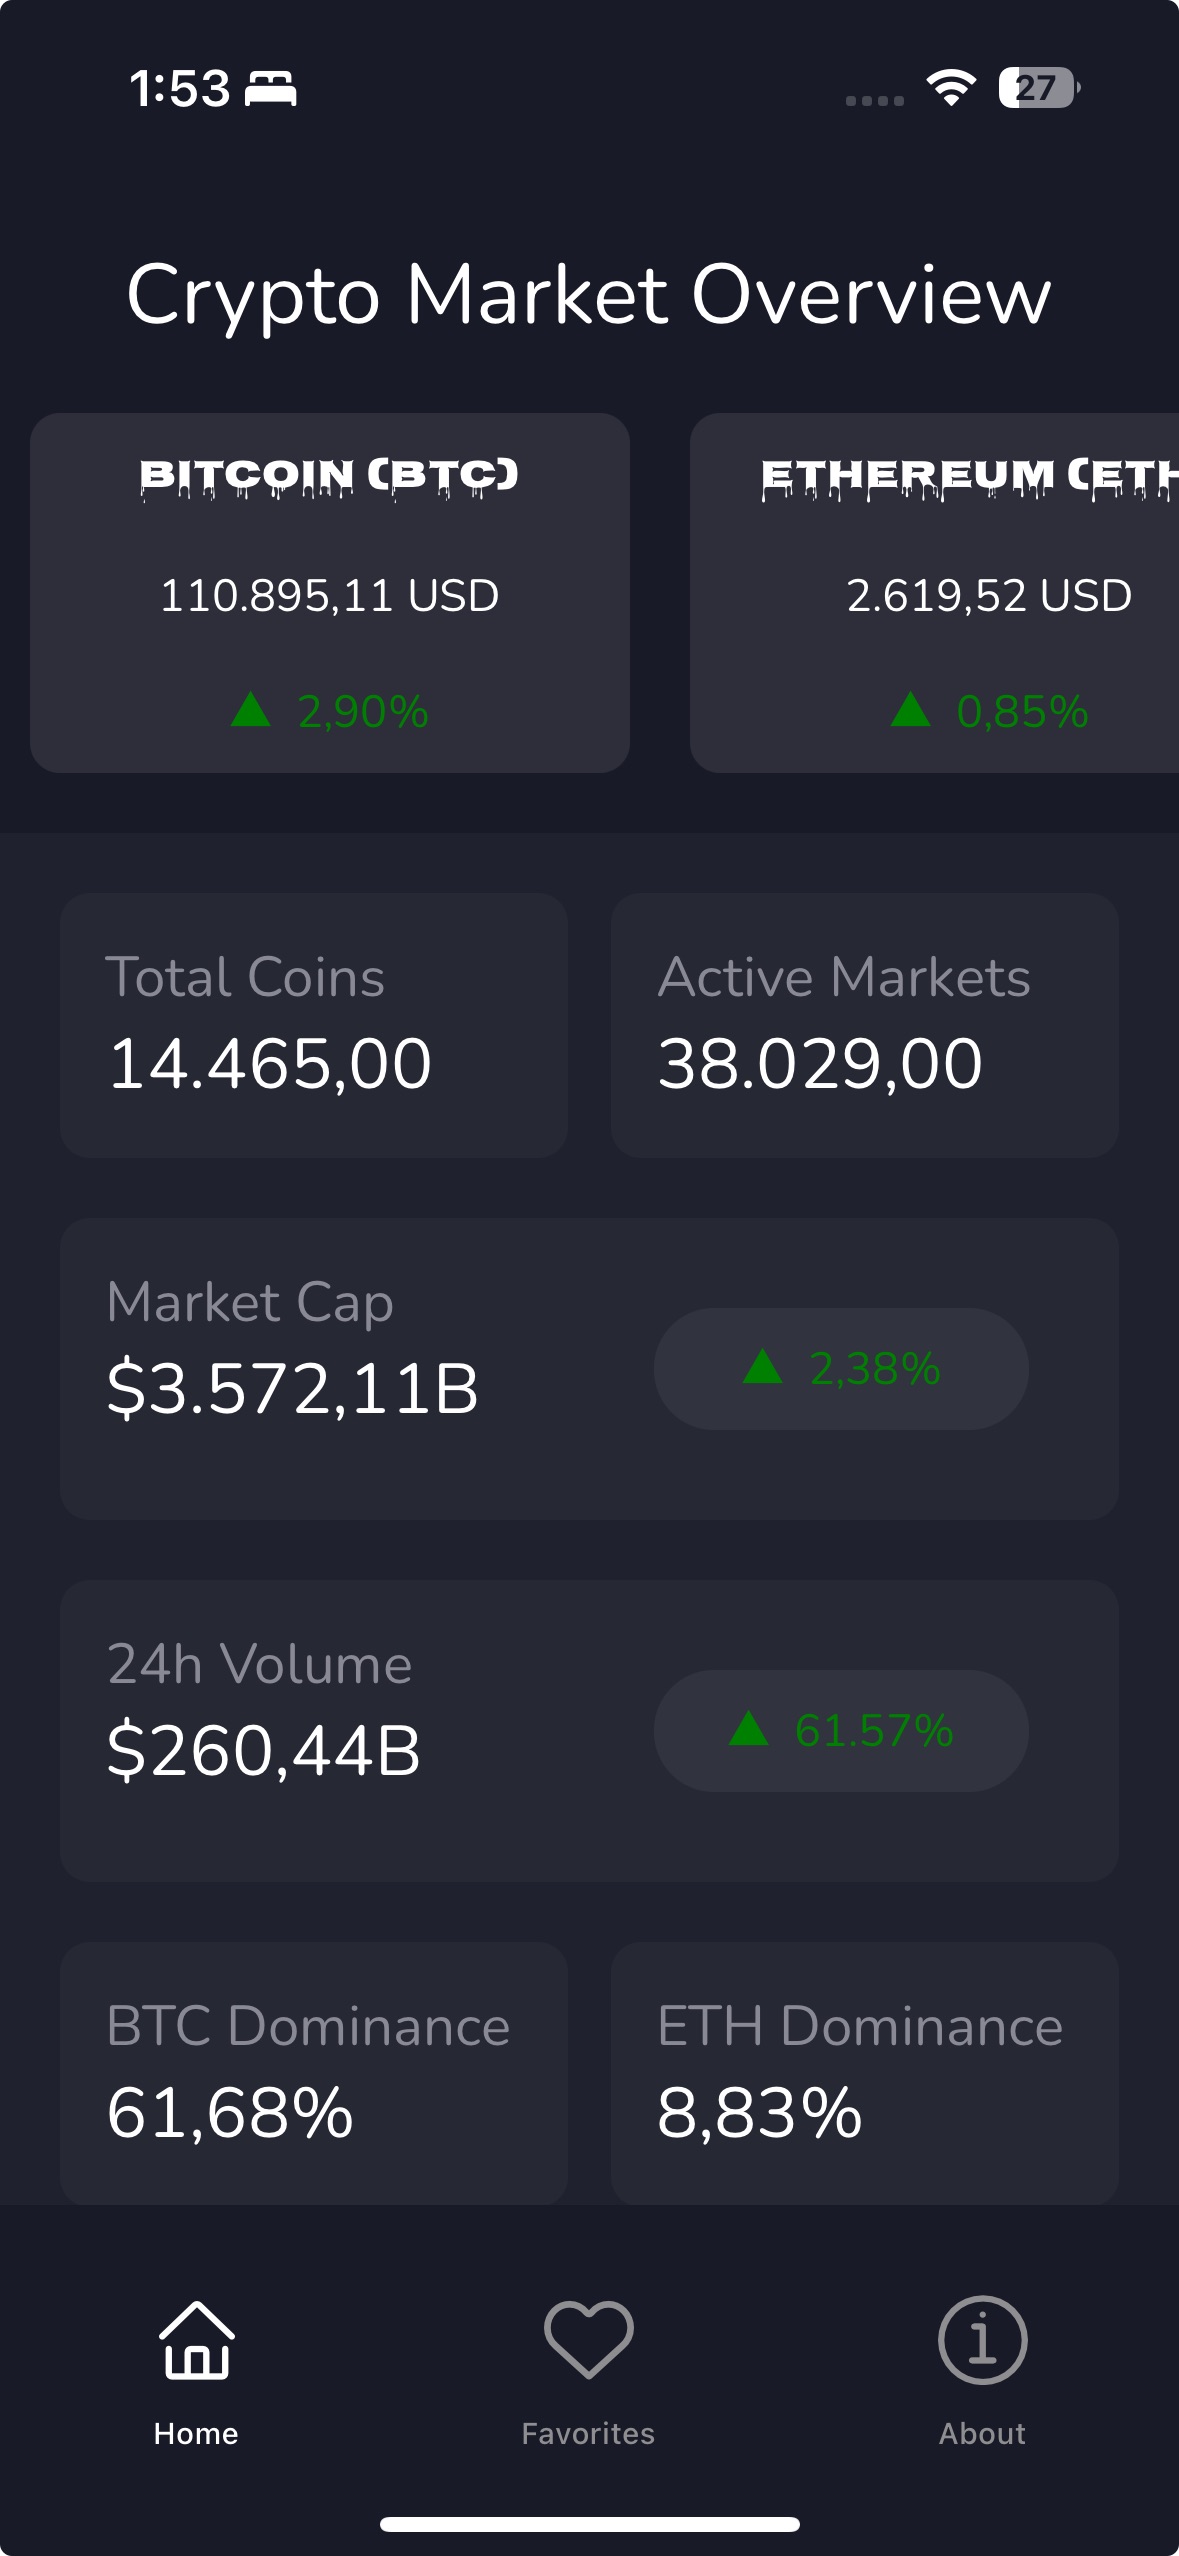 1:53
27
Crypto Market Overview
BITCOIN (BTC)
110.895,11 USD
▲ 2,90%
ETHEREUM (ETH
2.619,52 USD
▲ 0,85%
Total Coins
14.465,00
Active Markets
38.029,00
Market Cap
$3.572,11B
▲ 2,38%
24h Volume
$260,44B
▲ 61.57%
BTC Dominance
61,68%
ETH Dominance
8,83%
Home
Favorites
About